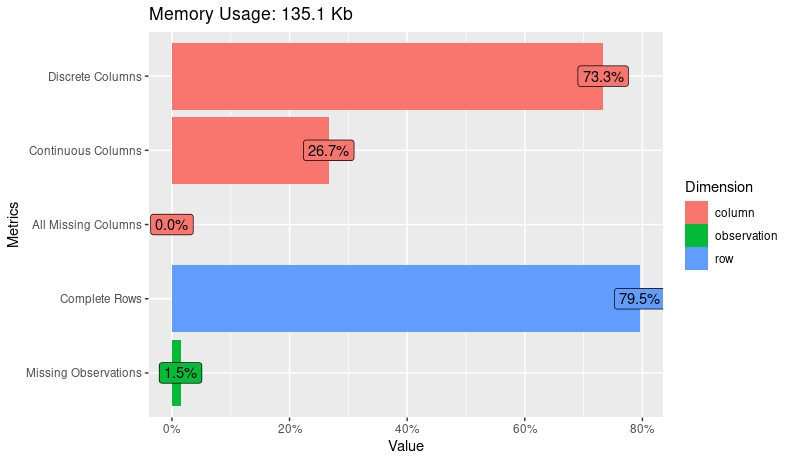 Memory Usage: 135.1 Kb
Metrics
Discrete Columns
73.3%
Continuous Columns
26.7%
All Missing Columns
0.0%
Complete Rows
79.5%
Missing Observations
1.5%
0%
20%
40%
60%
80%
Value
Dimension
column
observation
row